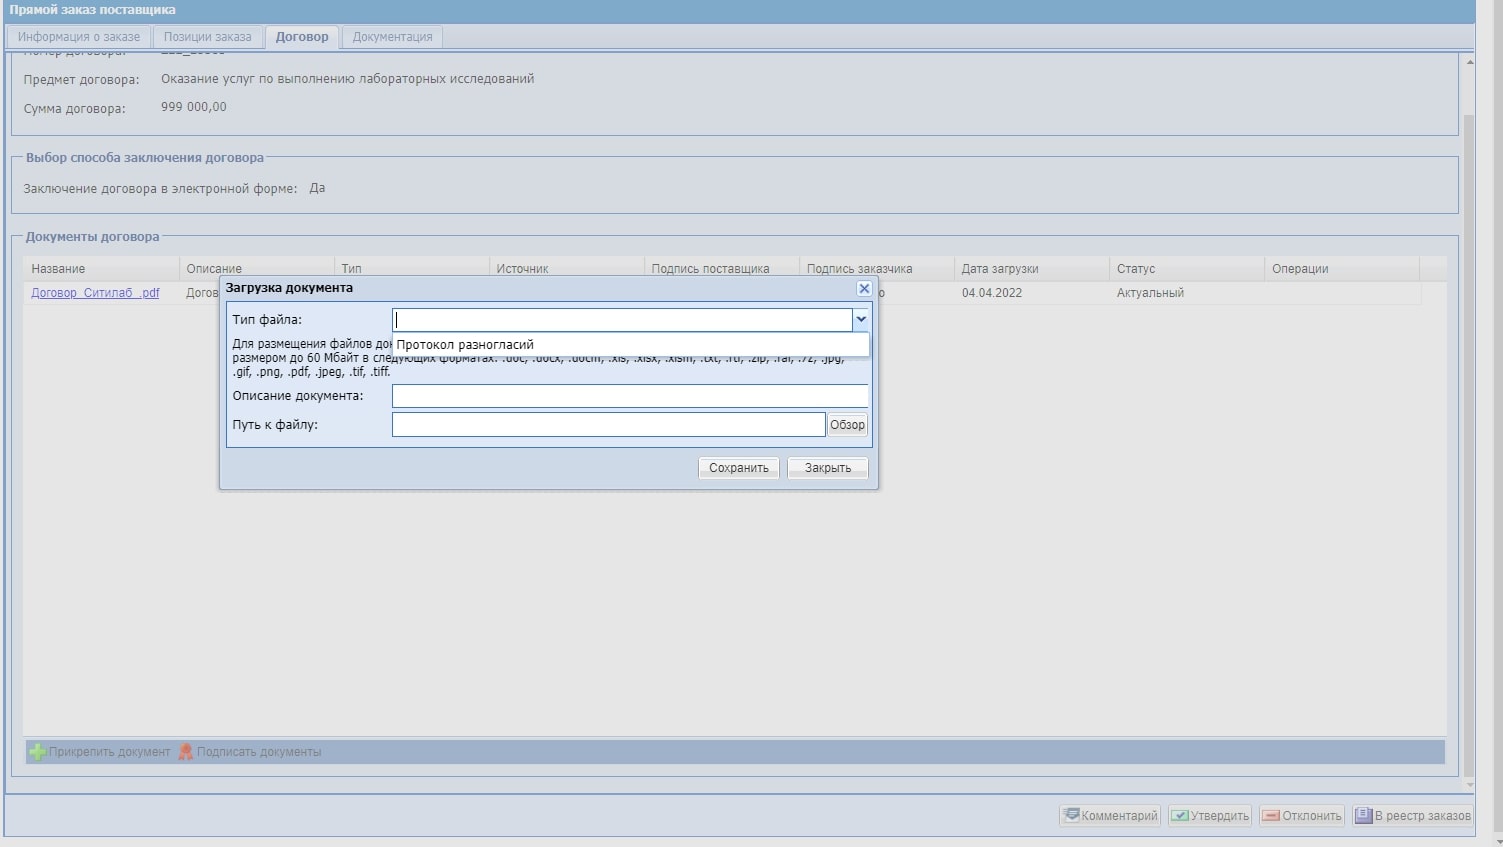 Прямой заказ поставщика
Информация о заказе
Позиции заказа
Договор
Документация
Номер договора:
Предмет договора: Оказание услуг по выполнению лабораторных исследований
Сумма договора: 999 000,00
Выбор способа заключения договора
Заключение договора в электронной форме: Да
Документы договора
Название Описание Тип Источник Подпись поставщика Подпись заказчика Дата загрузки Статус Операции
Договор_Ситилаб_.pdf Догов о 04.04.2022 Актуальный
Загрузка документа
Тип файла:
Протокол разногласий
Для размещения файлов док
размером до 60 Мбайт в следующих форматах: .doc, .docx, .docm, .xls, .xlsx, .xlsm, .txt, .rtf, .zip, .rar, .7z, .jpg,
.gif, .png, .pdf, .jpeg, .tif, .tiff.
Описание документа:
Путь к файлу:
Обзор
Сохранить
Закрыть
Прикрепить документ
Подписать документы
Комментарий
Утвердить
Отклонить
В реестр заказов